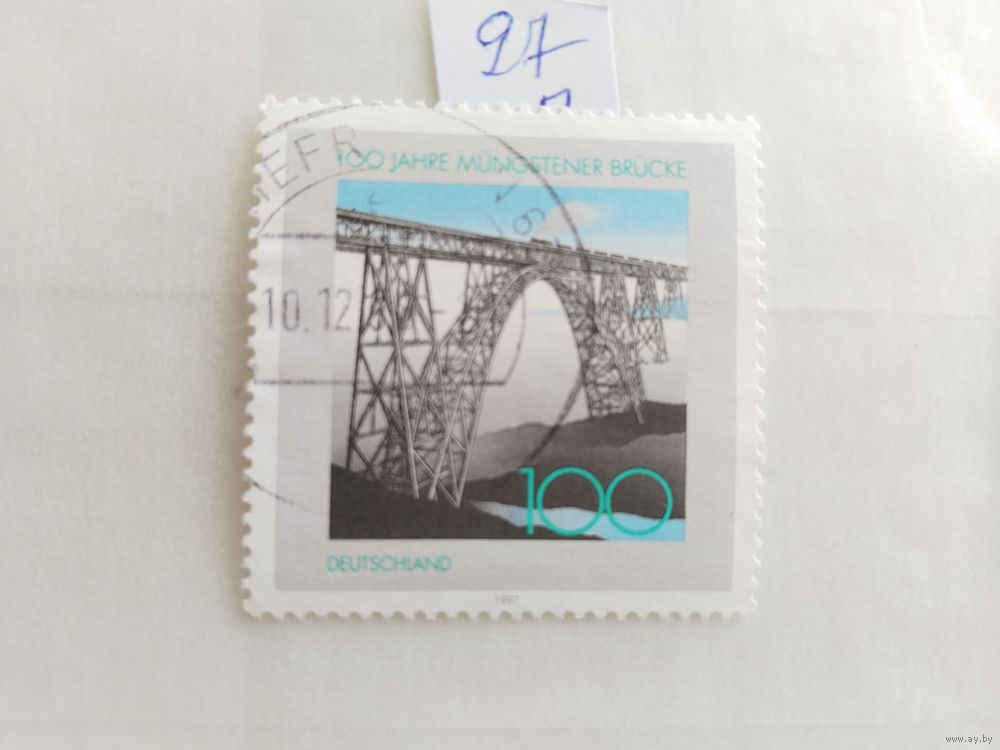 97
100 JAHRE MÜNGSTENER BRÜCKE
10.12
100
DEUTSCHLAND
1997
www.ay.by